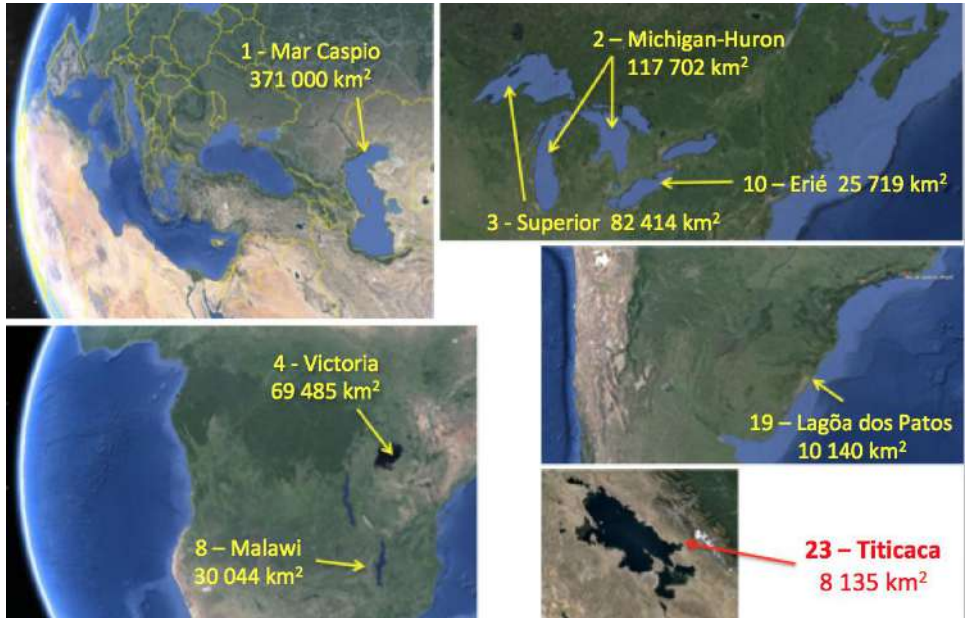 1 - Mar Caspio
371 000 km²
2 – Michigan-Huron
117 702 km²
10 – Erié 25 719 km²
3 - Superior 82 414 km²
4 - Victoria
69 485 km²
8 – Malawi
30 044 km²
19 – Lagõa dos Patos
10 140 km²
23 – Titicaca
8 135 km²